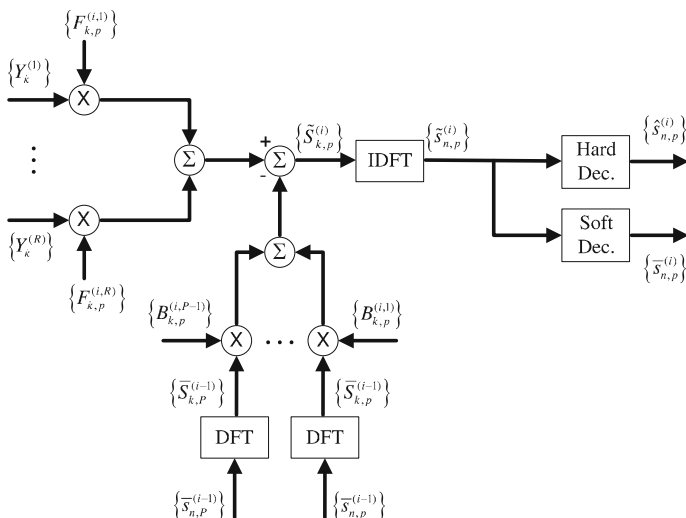 {F_{k,p}^{(i,1)}}
{Y_k^{(1)}}
X
Σ
+
-
Σ
{S̃_{k,p}^{(i)}}
IDFT
{s̃_{n,p}^{(i)}}
Hard
Dec.
{ŝ_{n,p}^{(i)}}
{Y_k^{(R)}}
X
{F_{k,p}^{(i,R)}}
Soft
Dec.
{s̄_{n,p}^{(i)}}
Σ
{B_{k,p}^{(i,P-1)}}
X
...
X
{B_{k,p}^{(i,1)}}
{S̄_{k,P}^{(i-1)}}
{S̄_{k,p}^{(i-1)}}
DFT
DFT
{s̄_{n,P}^{(i-1)}}
{s̄_{n,p}^{(i-1)}}